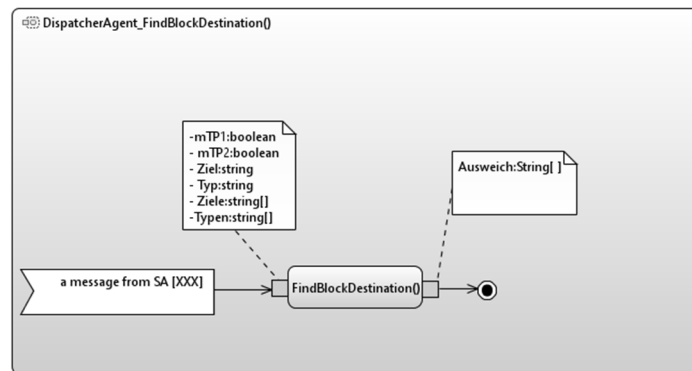 DispatcherAgent_FindBlockDestination()
-mTP1:boolean
- mTP2:boolean
- Ziel:string
- Typ:string
- Ziele:string[]
-Typen:string[]
Ausweich:String[ ]
a message from SA [XXX]
FindBlockDestination()